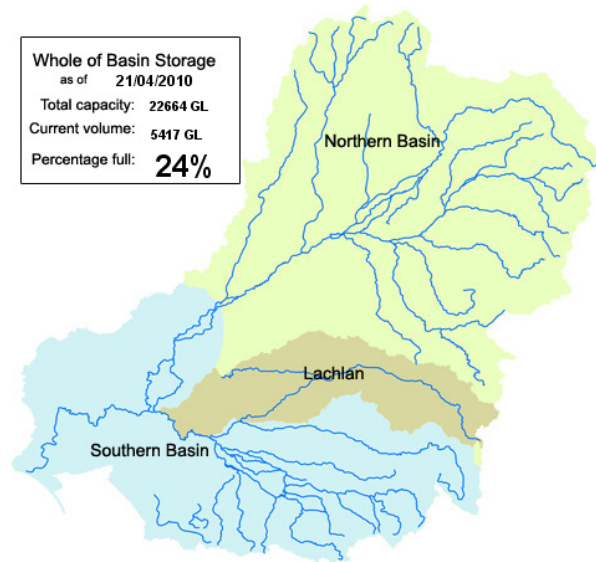 Whole of Basin Storage
as of 21/04/2010
Total capacity: 22664 GL
Current volume: 5417 GL
Percentage full: 24%
Northern Basin
Lachlan
Southern Basin